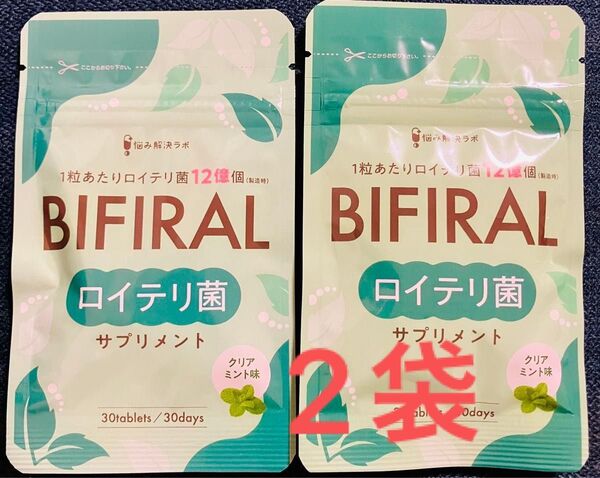 ここからお切り下さい。
悩み解決ラボ
1粒あたりロイテリ菌12億個(製造時)
BIFIRAL
ロイテリ菌
サプリメント
クリア
ミント味
30tablets/30days
ここからお切り下さい。
悩み解決ラボ
1粒あたりロイテリ菌12億個(製造時)
BIFIRAL
ロイテリ菌
サプリメント
クリア
ミント味
2袋